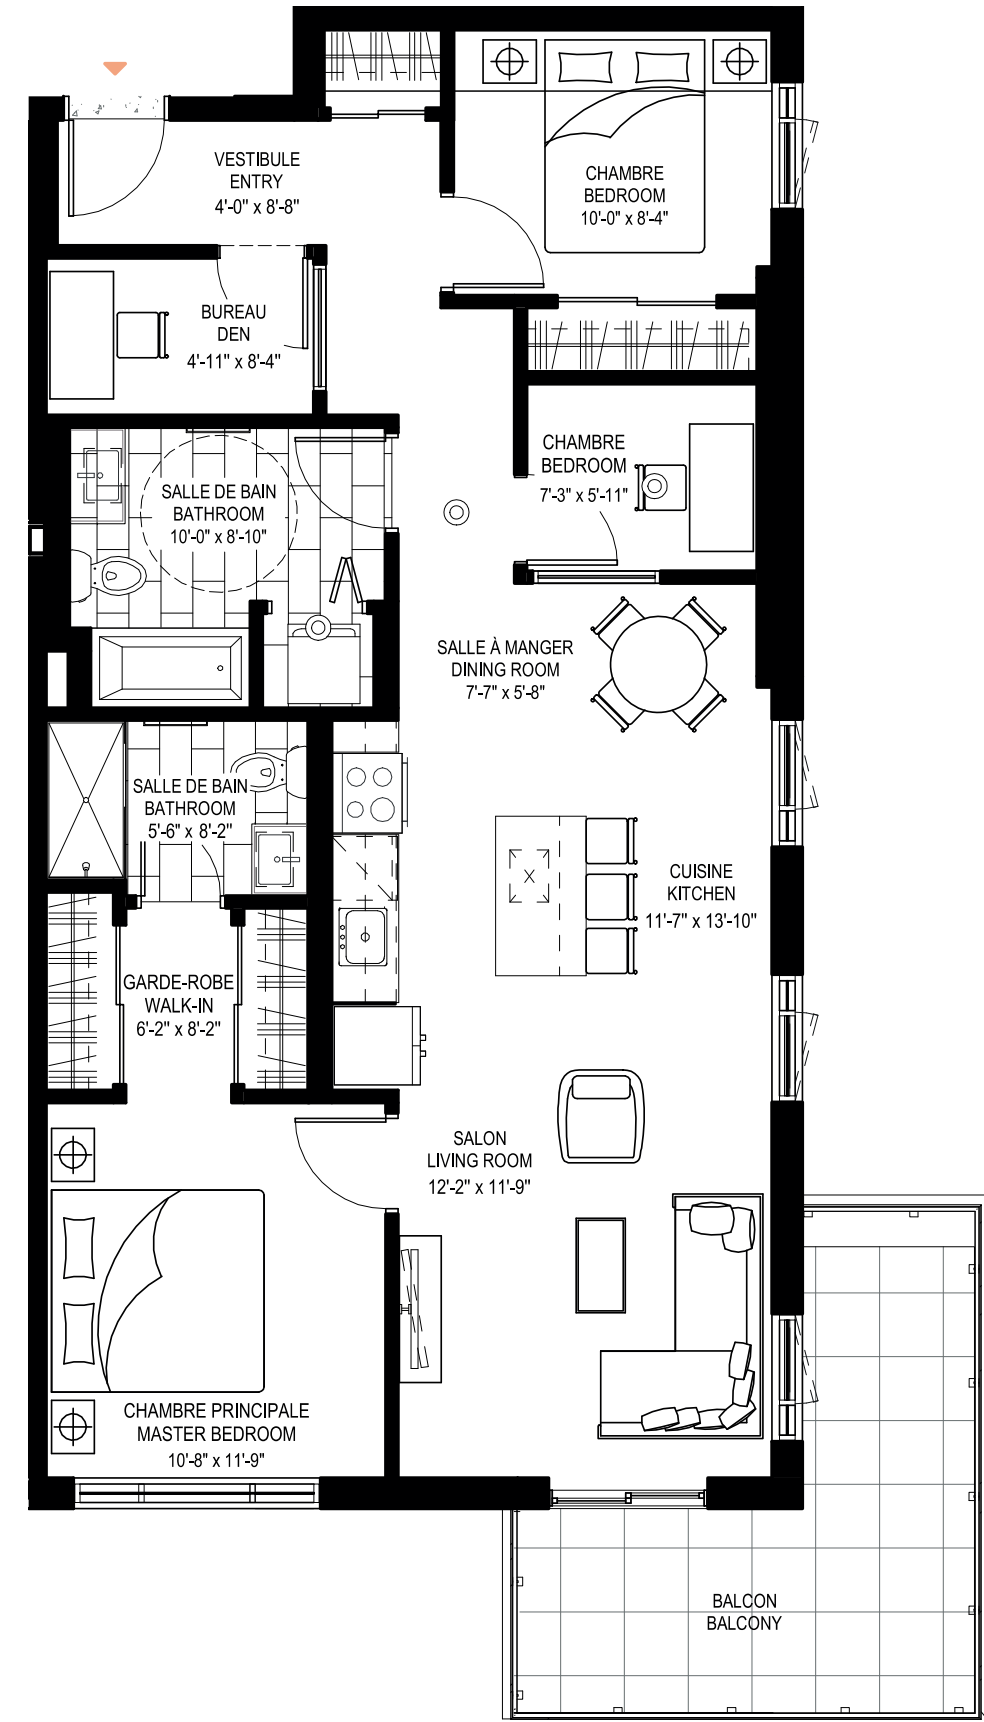 VESTIBULE
ENTRY
4'-0" x 8'-8"
CHAMBRE
BEDROOM
10'-0" x 8'-4"
BUREAU
DEN
4'-11" x 8'-4"
CHAMBRE
BEDROOM
7'-3" x 5'-11"
SALLE DE BAIN
BATHROOM
10'-0" x 8'-10"
SALLE À MANGER
DINING ROOM
7'-7" x 5'-8"
SALLE DE BAIN
BATHROOM
5'-6" x 8'-2"
CUISINE
KITCHEN
11'-7" x 13'-10"
GARDE-ROBE
WALK-IN
6'-2" x 8'-2"
SALON
LIVING ROOM
12'-2" x 11'-9"
CHAMBRE PRINCIPALE
MASTER BEDROOM
10'-8" x 11'-9"
BALCON
BALCONY